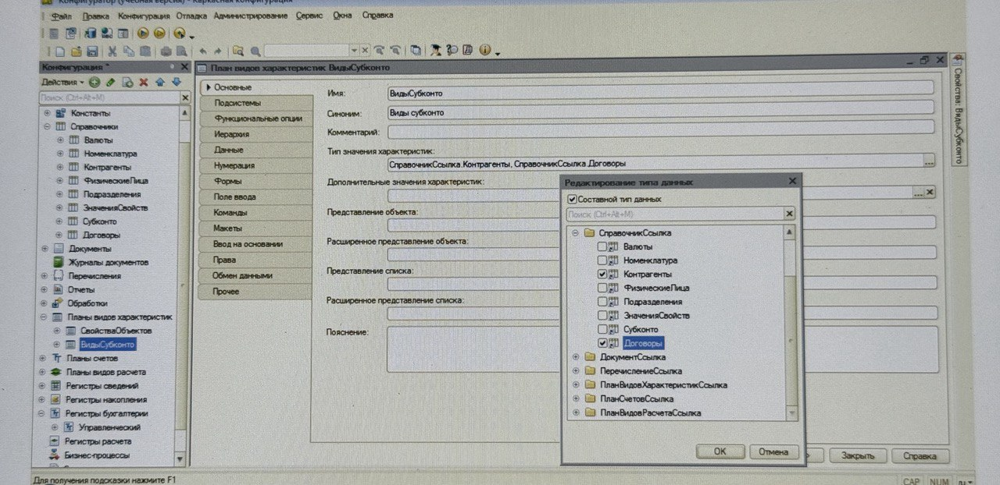 Конфигуратор (учебная версия) - Каркасная конфигурация
Файл Правка Конфигурация Отладка Администрирование Сервис Окна Справка
Конфигурация *
Действия
Поиск (Ctrl+Alt+M)
Константы
Справочники
Валюты
Номенклатура
Контрагенты
ФизическиеЛица
Подразделения
ЗначенияСвойств
Субконто
Договоры
Документы
Журналы документов
Перечисления
Отчеты
Обработки
Планы видов характеристик
СвойстваОбъектов
ВидыСубконто
Планы счетов
Планы видов расчета
Регистры сведений
Регистры накопления
Регистры бухгалтерии
Управленческий
Регистры расчета
Бизнес-процессы
План видов характеристик ВидыСубконто
Основные
Подсистемы
Функциональные опции
Иерархия
Данные
Нумерация
Формы
Поле ввода
Команды
Макеты
Ввод на основании
Права
Обмен данными
Прочее
Имя: ВидыСубконто
Синоним: Виды субконто
Комментарий:
Тип значения характеристик:
СправочникСсылка.Контрагенты, СправочникСсылка.Договоры ...
Дополнительные значения характеристик:
...
Представление объекта:
Расширенное представление объекта:
Представление списка:
Расширенное представление списка:
Пояснение:
Редактирование типа данных
Составной тип данных
Поиск (Ctrl+Alt+M)
СправочникСсылка
Валюты
Номенклатура
Контрагенты
ФизическиеЛица
Подразделения
ЗначенияСвойств
Субконто
Договоры
ДокументСсылка
ПеречислениеСсылка
ПланВидовХарактеристикСсылка
ПланСчетовСсылка
ПланВидовРасчетаСсылка
OK Отмена
Закрыть Справка
Свойства: ВидыСубконто
Для получения подсказки нажмите F1
CAP NUM ru